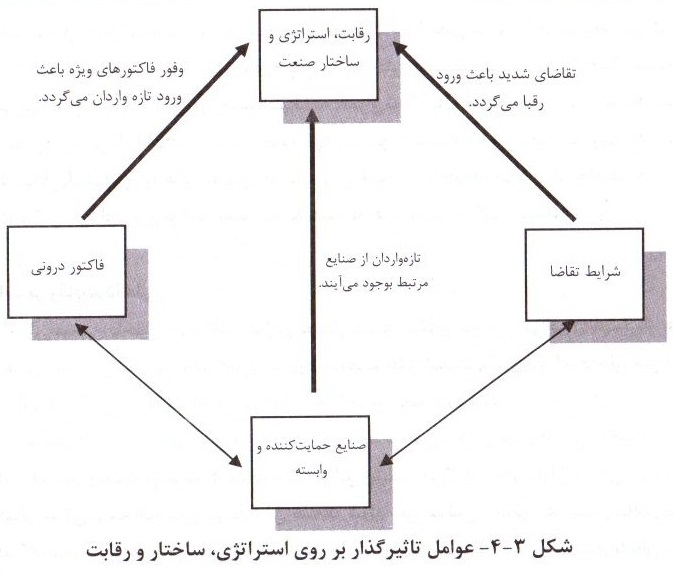 رقابت، استراتژی و
ساختار صنعت
تقاضای شدید باعث ورود
رقبا می‌گردد.
وفور فاکتورهای ویژه باعث
ورود تازه واردان می‌گردد.
شرایط تقاضا
تازه‌واردان از صنایع
مرتبط بوجود می‌آیند.
فاکتور درونی
صنایع حمایت‌کننده و
وابسته
شکل ۳-۴- عوامل تاثیرگذار بر روی استراتژی، ساختار و رقابت